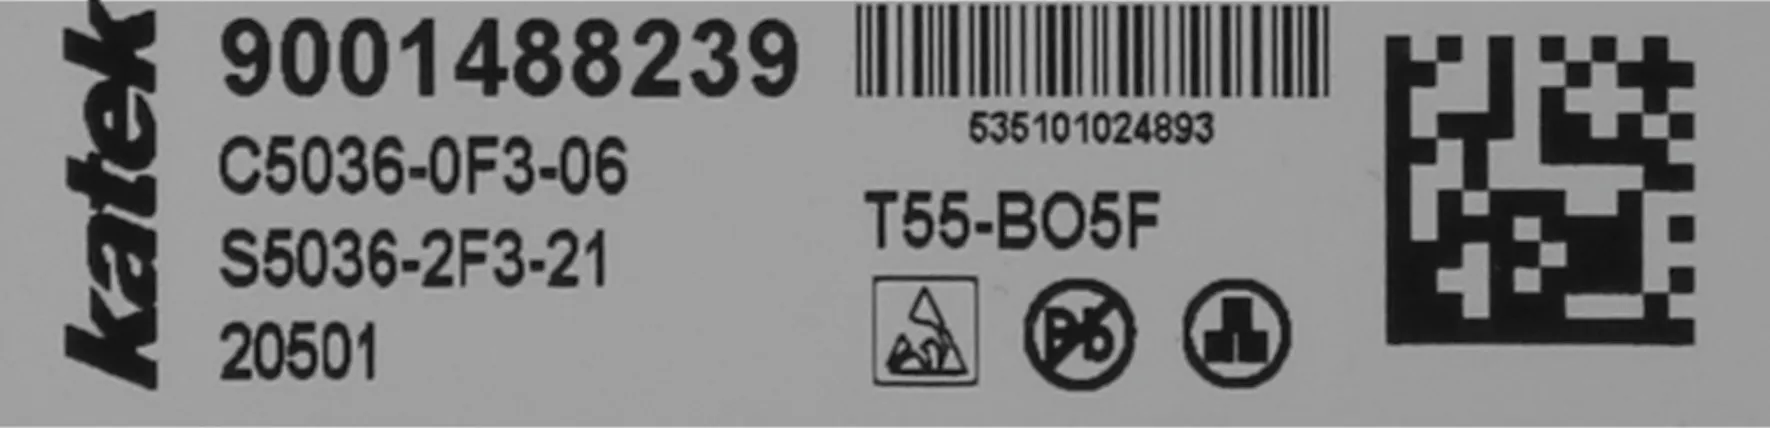 katek
9001488239
C5036-0F3-06
S5036-2F3-21
20501
535101024893
T55-BO5F
Pb